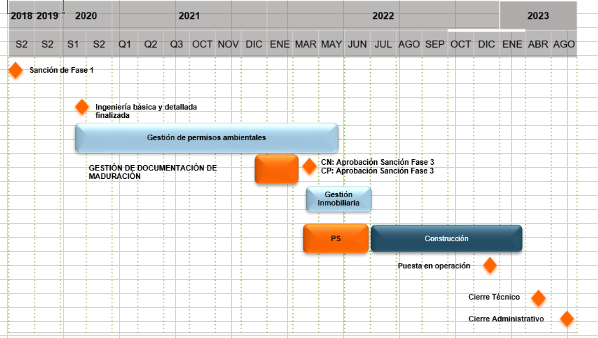 2018 2019 2020 2021 2022 2023
S2 S2 S1 S2 Q1 Q2 Q3 OCT NOV DIC ENE MAR MAY JUN JUL AGO SEP OCT DIC ENE ABR AGO
Sanción de Fase 1
Ingeniería básica y detallada
finalizada
Gestión de permisos ambientales
GESTIÓN DE DOCUMENTACIÓN DE
MADURACIÓN
CN: Aprobación Sanción Fase 3
CP: Aprobación Sanción Fase 3
Gestión
Inmobiliaria
PS
Construcción
Puesta en operación
Cierre Técnico
Cierre Administrativo